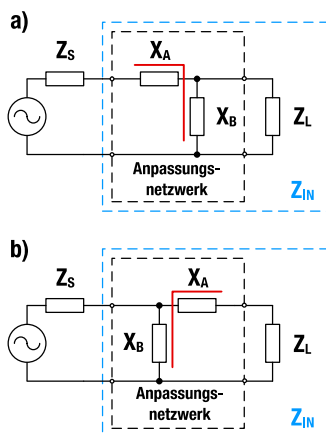 a)
Z_S
X_A
X_B
Z_L
Anpassungs-
netzwerk
Z_IN
b)
Z_S
X_A
X_B
Z_L
Anpassungs-
netzwerk
Z_IN